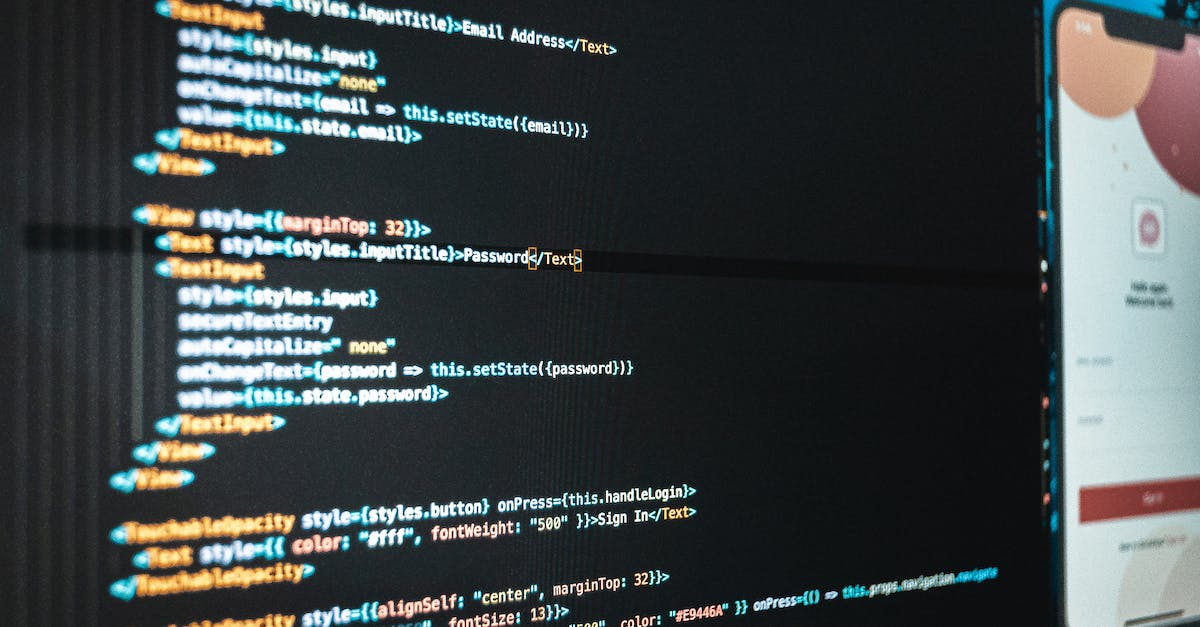 style={styles.inputTitle}>Email Address</Text>
<TextInput
style={styles.input}
autoCapitalize="none"
onChangeText={email => this.setState({email})}
value={this.state.email}>
</TextInput>
</View>
<View style={{marginTop: 32}}>
<Text style={styles.inputTitle}>Password</Text>
<TextInput
style={styles.input}
secureTextEntry
autoCapitalize=" none"
onChangeText={password => this.setState({password})}
value={this.state.password}>
</TextInput>
</View>
</View>
<TouchableOpacity style={styles.button} onPress={this.handleLogin}>
<Text style={{ color: "#fff", fontWeight: "500" }}>Sign In</Text>
</TouchableOpacity>
<TouchableOpacity style={{alignSelf: "center", marginTop: 32}}>
fontSize: 13}}>
color: "#E9446A" }} onPress={() => this.props.navigation.navigate